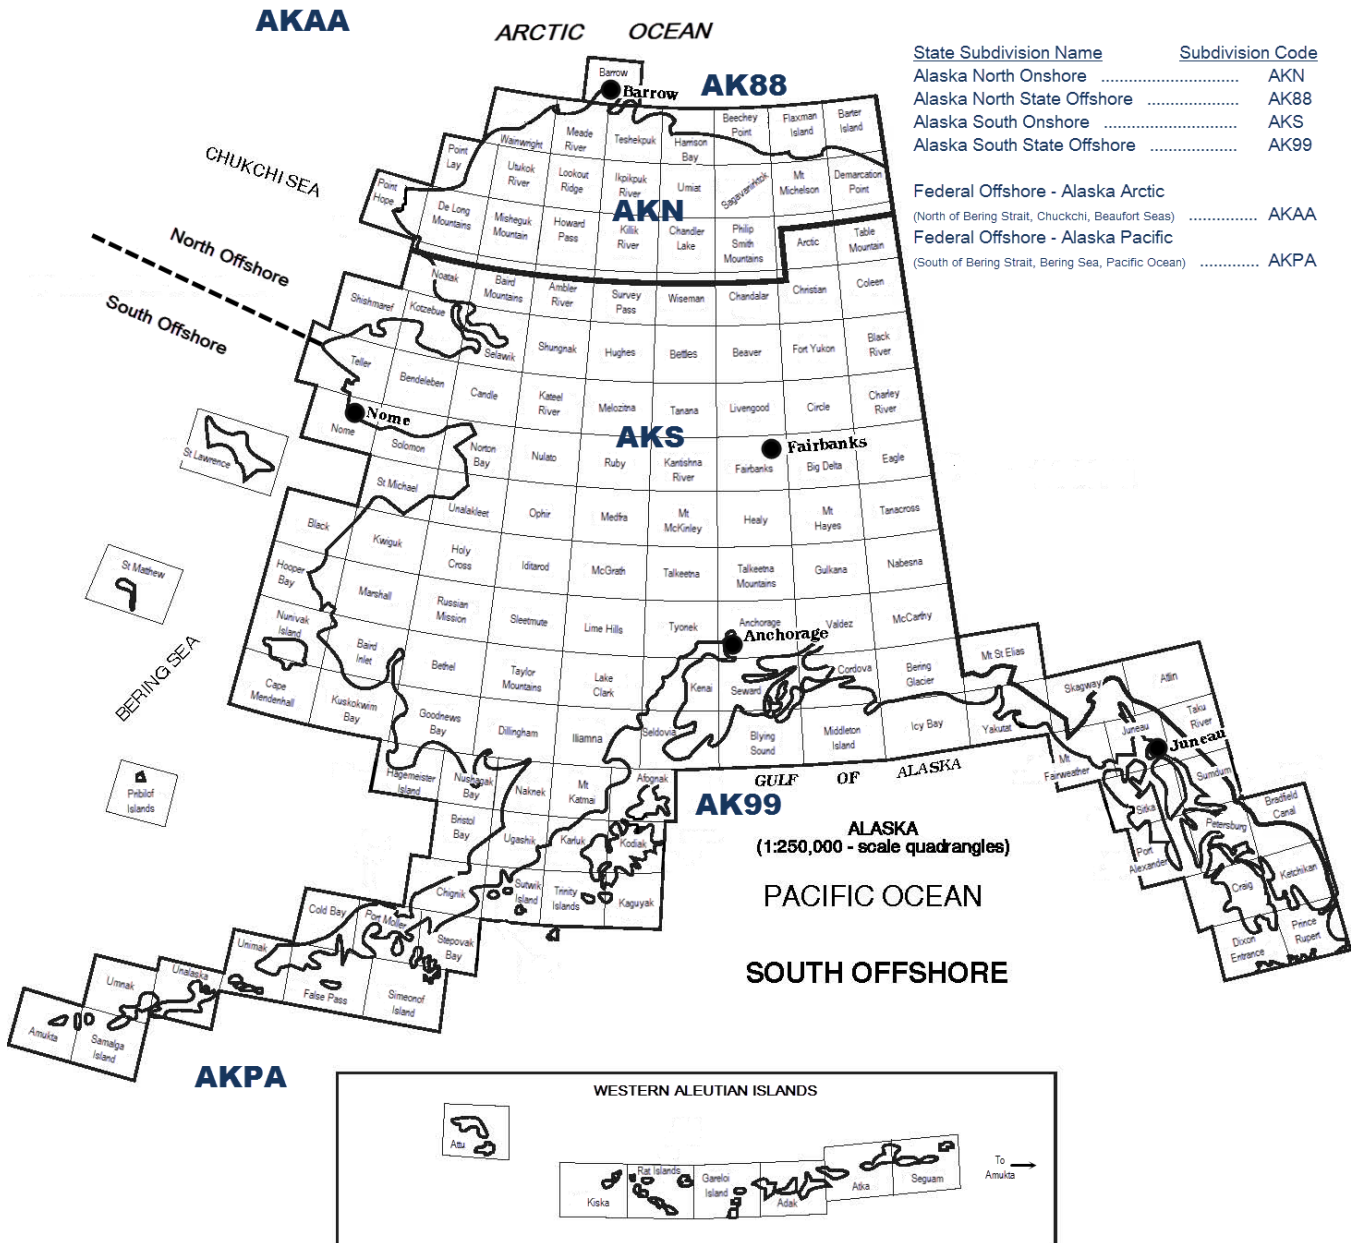 AKAA
ARCTIC OCEAN
State Subdivision Name Subdivision Code
Alaska North Onshore .............................. AKN
Alaska North State Offshore .................... AK88
Alaska South Onshore ............................. AKS
Alaska South State Offshore ................... AK99
Federal Offshore - Alaska Arctic
(North of Bering Strait, Chuckchi, Beaufort Seas) .............. AKAA
Federal Offshore - Alaska Pacific
(South of Bering Strait, Bering Sea, Pacific Ocean) ............ AKPA
Barrow
Barrow
AK88
Beechey Point
Flaxman Island
Barter Island
Wainwright
Meade River
Teshekpuk
Harrison Bay
CHUKCHI SEA
Point Lay
Utukok River
Lookout Ridge
Ikpikpuk River
Umiat
Sagavanirktok
Mt Michelson
Demarcation Point
Point Hope
De Long Mountains
Misheguk Mountain
Howard Pass
AKN
Killik River
Chandler Lake
Philip Smith Mountains
Arctic
Table Mountain
North Offshore
South Offshore
Noatak
Baird Mountains
Ambler River
Survey Pass
Wiseman
Chandalar
Christian
Coleen
Shishmaref
Kotzebue
Selawik
Shungnak
Hughes
Bettles
Beaver
Fort Yukon
Black River
Teller
Bendeleben
Candle
Kateel River
Melozitna
Tanana
Livengood
Circle
Charley River
Nome
Nome
Solomon
Norton Bay
Nulato
AKS
Ruby
Kantishna River
Fairbanks
Fairbanks
Big Delta
Eagle
St Lawrence
St Michael
Unalakleet
Ophir
Medfra
Mt McKinley
Healy
Mt Hayes
Tanacross
Black
Kwiguk
Holy Cross
Iditarod
McGrath
Talkeetna
Talkeetna Mountains
Gulkana
Nabesna
St Matthew
Hooper Bay
Marshall
Russian Mission
Sleetmute
Lime Hills
Tyonek
Anchorage
Anchorage
Valdez
McCarthy
Nunivak Island
Baird Inlet
Bethel
Taylor Mountains
Lake Clark
Kenai
Seward
Cordova
Bering Glacier
Mt St Elias
BERING SEA
Cape Mendenhall
Kuskokwim Bay
Goodnews Bay
Dillingham
Iliamna
Seldovia
Blying Sound
Middleton Island
Icy Bay
Yakutat
Skagway
Atlin
Juneau
Juneau
Taku River
Mt Fairweather
Pribilof Islands
Hagemeister Island
Nushagak Bay
Naknek
Mt Katmai
Afognak
GULF OF ALASKA
Sitka
Sumdum
Bristol Bay
Ugashik
Karluk
Kodiak
AK99
ALASKA
(1:250,000 - scale quadrangles)
Port Alexander
Petersburg
Bradfield Canal
Chignik
Sutwik Island
Trinity Islands
Kaguyak
PACIFIC OCEAN
Craig
Ketchikan
Cold Bay
Port Moller
Stepovak Bay
Dixon Entrance
Prince Rupert
Unimak
False Pass
Simeonof Island
SOUTH OFFSHORE
Umnak
Unalaska
Amukta
Samalga Island
AKPA
WESTERN ALEUTIAN ISLANDS
Attu
Kiska
Rat Islands
Gareloi Island
Adak
Atka
Seguam
To Amukta